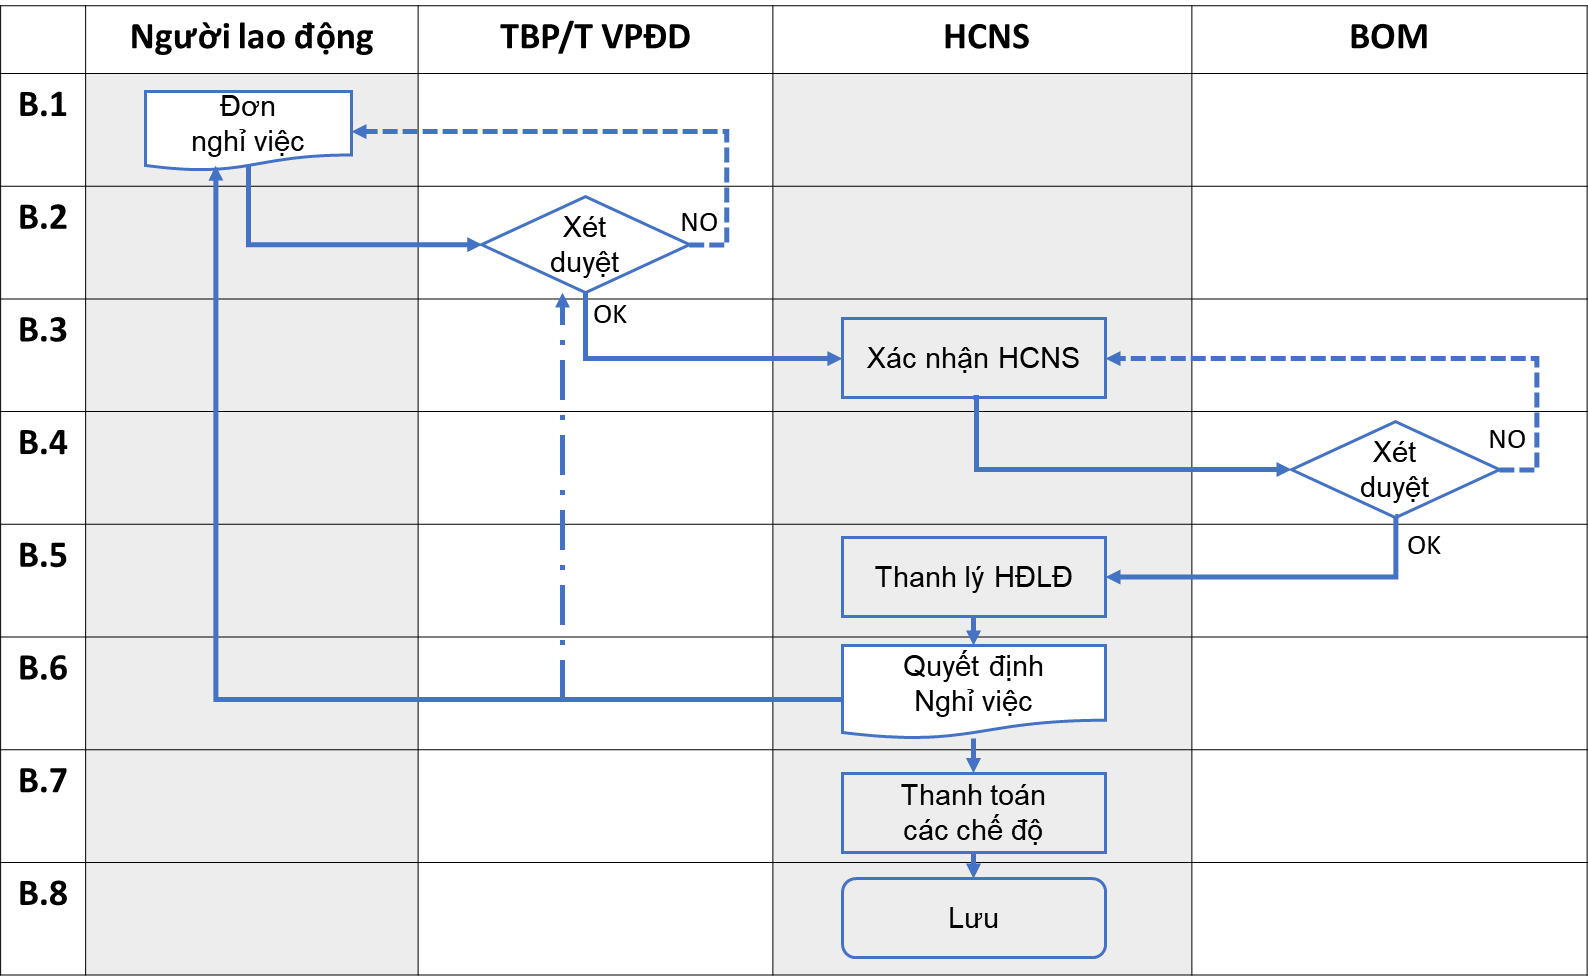 Người lao động
TBP/T VPĐD
HCNS
BOM
B.1
Đơn
nghỉ việc
B.2
Xét
duyệt
NO
OK
B.3
Xác nhận HCNS
B.4
Xét
duyệt
NO
OK
B.5
Thanh lý HĐLĐ
B.6
Quyết định
Nghỉ việc
B.7
Thanh toán
các chế độ
B.8
Lưu